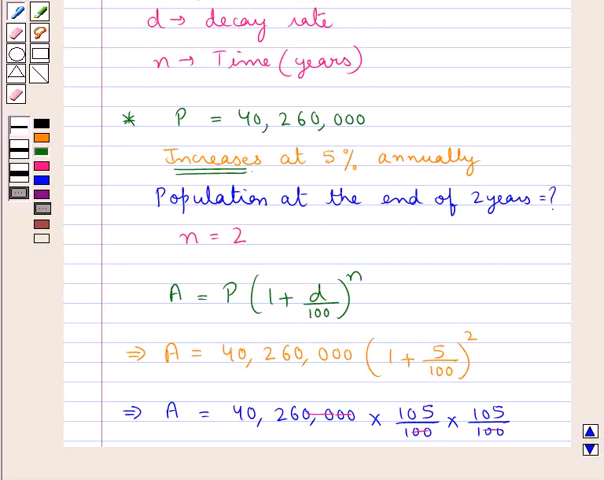 d → decay rate
n → Time (years)
* P = 40,260,000
Increases at 5% annually
Population at the end of 2 years = ?
n = 2
A = P (1 + d/100)^n
⇒ A = 40,260,000 (1 + 5/100)^2
⇒ A = 40,260,000 × 105/100 × 105/100